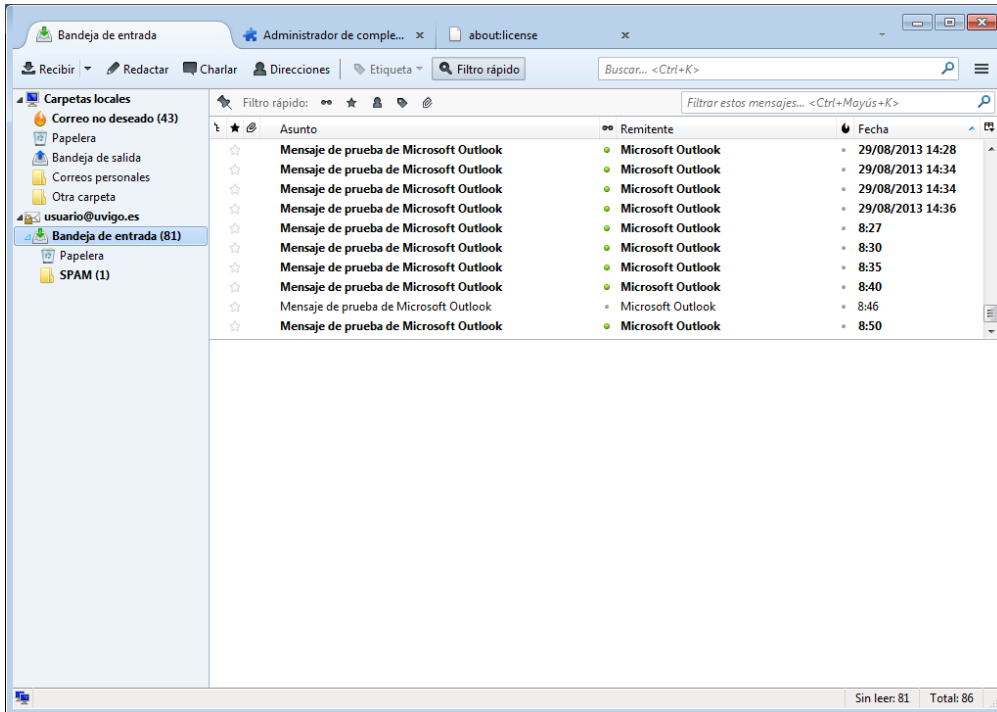 Bandeja de entrada
Administrador de comple...
about:license
Recibir
Redactar
Charlar
Direcciones
Etiqueta
Filtro rápido
Buscar... <Ctrl+K>
Carpetas locales
Correo no deseado (43)
Papelera
Bandeja de salida
Correos personales
Otra carpeta
usuario@uvigo.es
Bandeja de entrada (81)
Papelera
SPAM (1)
Filtro rápido:
Filtrar estos mensajes... <Ctrl+Mayús+K>
Asunto Remitente Fecha
Mensaje de prueba de Microsoft Outlook Microsoft Outlook 29/08/2013 14:28
Mensaje de prueba de Microsoft Outlook Microsoft Outlook 29/08/2013 14:34
Mensaje de prueba de Microsoft Outlook Microsoft Outlook 29/08/2013 14:34
Mensaje de prueba de Microsoft Outlook Microsoft Outlook 29/08/2013 14:36
Mensaje de prueba de Microsoft Outlook Microsoft Outlook 8:27
Mensaje de prueba de Microsoft Outlook Microsoft Outlook 8:30
Mensaje de prueba de Microsoft Outlook Microsoft Outlook 8:35
Mensaje de prueba de Microsoft Outlook Microsoft Outlook 8:40
Mensaje de prueba de Microsoft Outlook Microsoft Outlook 8:46
Mensaje de prueba de Microsoft Outlook Microsoft Outlook 8:50
Sin leer: 81 Total: 86